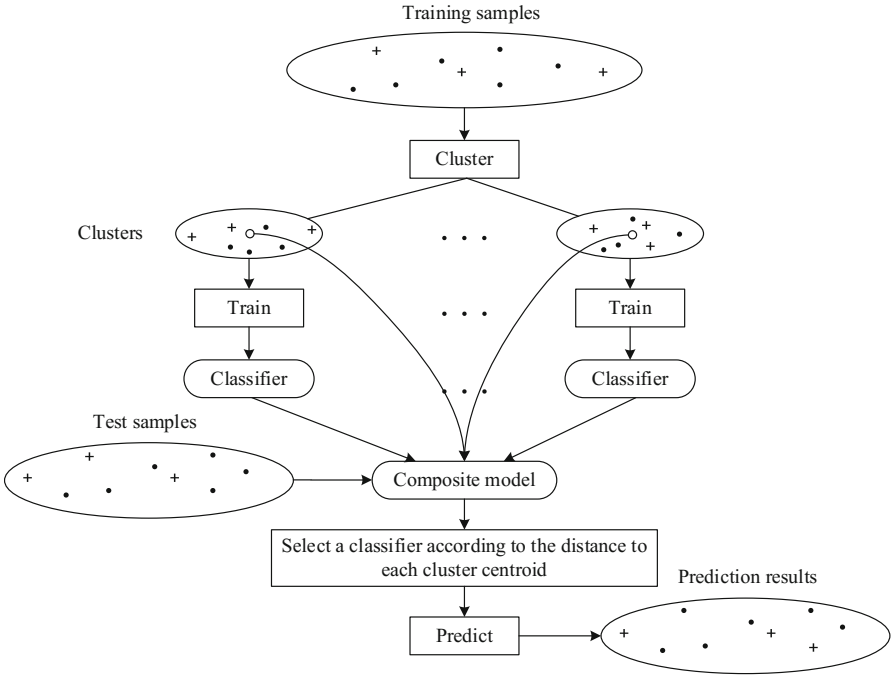 Training samples
Cluster
Clusters
Train
Train
Classifier
Classifier
Test samples
Composite model
Select a classifier according to the distance to
each cluster centroid
Prediction results
Predict